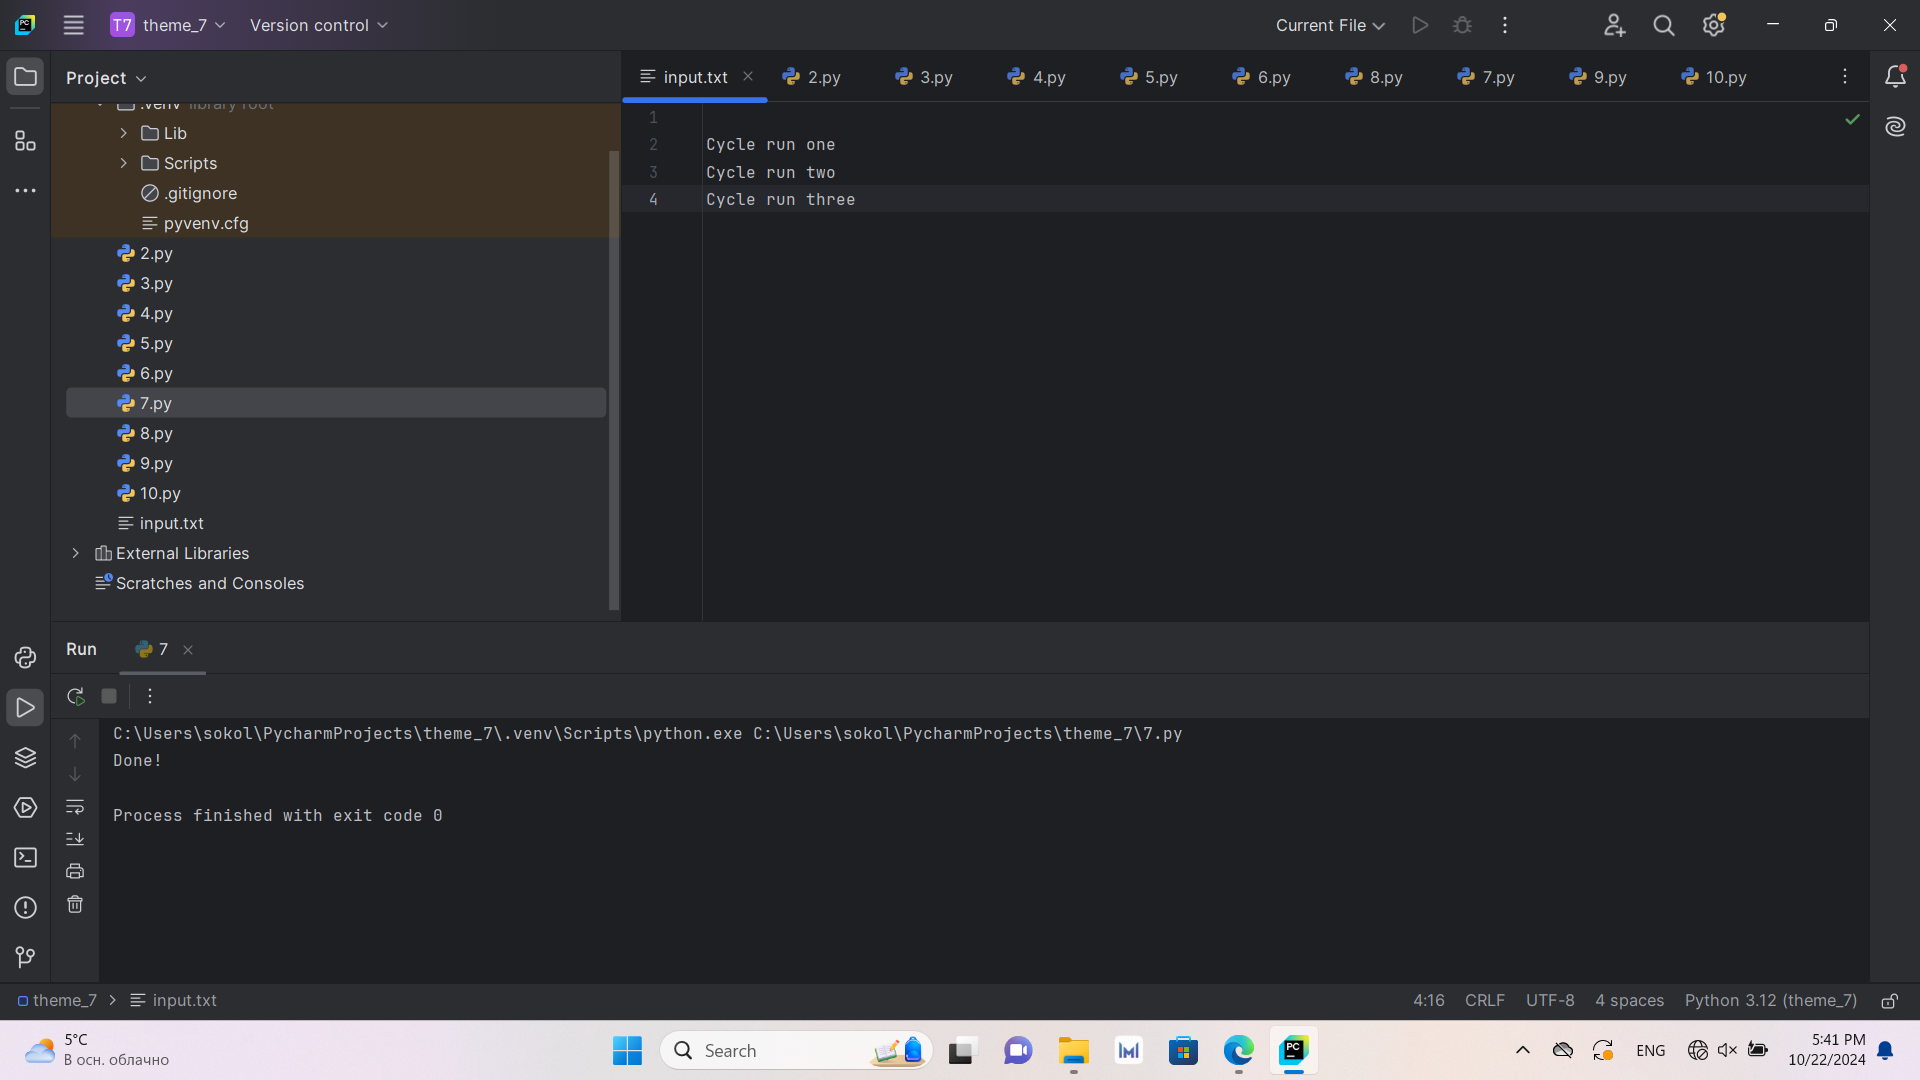 T7 theme_7 Version control Current File
Project
.venv library root
Lib
Scripts
.gitignore
pyvenv.cfg
2.py
3.py
4.py
5.py
6.py
7.py
8.py
9.py
10.py
input.txt
External Libraries
Scratches and Consoles
input.txt 2.py 3.py 4.py 5.py 6.py 8.py 7.py 9.py 10.py
1
2 Cycle run one
3 Cycle run two
4 Cycle run three
Run 7
C:\Users\sokol\PycharmProjects\theme_7\.venv\Scripts\python.exe C:\Users\sokol\PycharmProjects\theme_7\7.py
Done!
Process finished with exit code 0
theme_7 input.txt 4:16 CRLF UTF-8 4 spaces Python 3.12 (theme_7)
5°C
В осн. облачно
Search
ENG
5:41 PM
10/22/2024